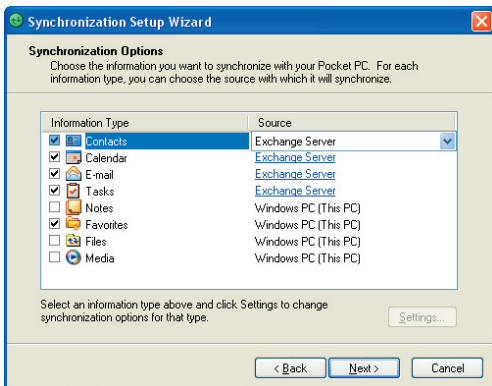 Synchronization Setup Wizard
Synchronization Options
Choose the information you want to synchronize with your Pocket PC. For each
information type, you can choose the source with which it will synchronize.
Information Type Source
Contacts Exchange Server
Calendar Exchange Server
E-mail Exchange Server
Tasks Exchange Server
Notes Windows PC (This PC)
Favorites Windows PC (This PC)
Files Windows PC (This PC)
Media Windows PC (This PC)
Select an information type above and click Settings to change
synchronization options for that type.
Settings...
< Back Next > Cancel